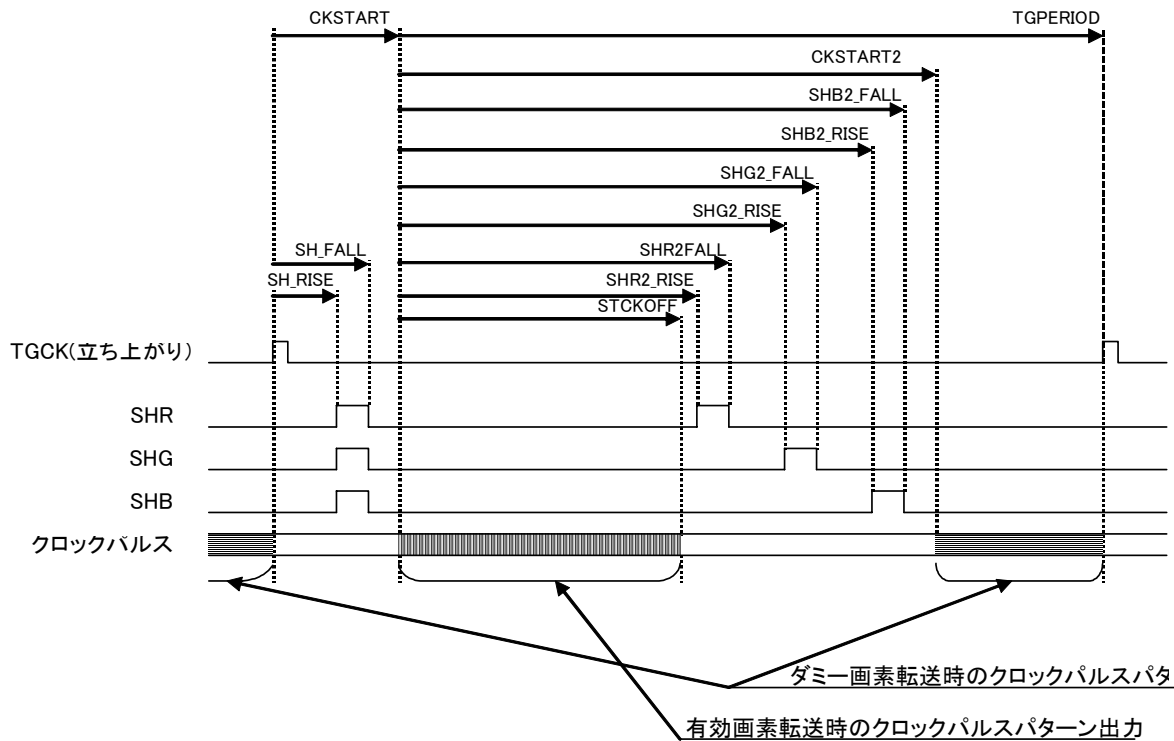 CKSTART
TGPERIOD
CKSTART2
SHB2_FALL
SHB2_RISE
SHG2_FALL
SHG2_RISE
SH_FALL
SHR2FALL
SH_RISE
SHR2_RISE
STCKOFF
TGCK(立ち上がり)
SHR
SHG
SHB
クロックパルス
ダミー画素転送時のクロックパルスパタ
有効画素転送時のクロックパルスパターン出力